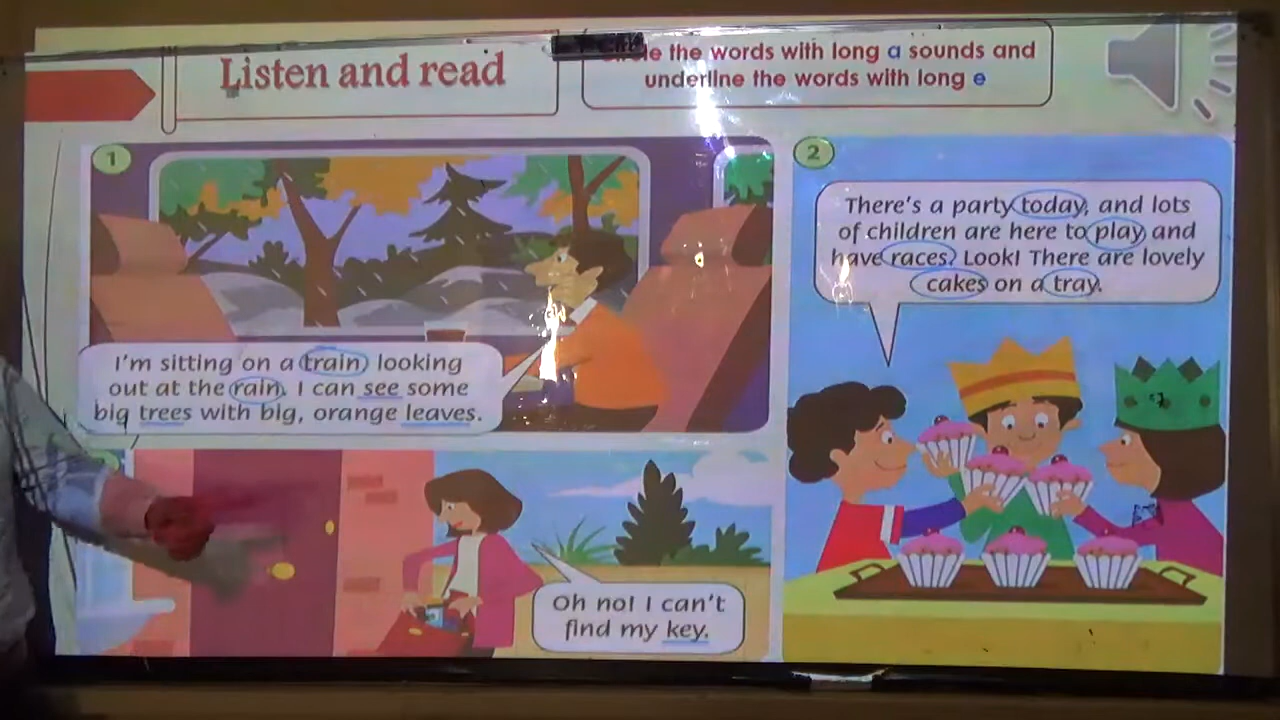 Listen and read
le the words with long a sounds and
underline the words with long e
1
I'm sitting on a train looking
out at the rain. I can see some
big trees with big, orange leaves.
2
There's a party today, and lots
of children are here to play and
have races. Look! There are lovely
cakes on a tray.
Oh no! I can't
find my key.